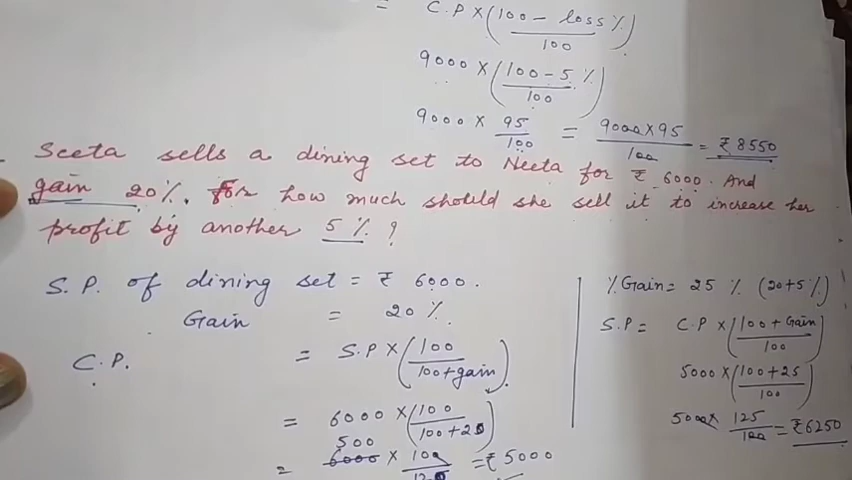 = C.P × (100 - loss % / 100)
9000 × (100 - 5 % / 100)
9000 × 95/100 = 9000×95/100 = ₹8550
Seeta sells a dining set to Neeta for ₹ 6000. And
gain 20%. For how much should she sell it to increase her
profit by another 5 % ?
S.P. of dining set = ₹ 6000.
Gain = 20 %.
C.P. = S.P × (100 / 100+gain)
= 6000 × (100 / 100+20)
500
= 6000 × 100/120 = ₹ 5000
% Gain = 25 % (20+5%)
S.P = C.P × (100 + Gain / 100)
5000 × (100 + 25 / 100)
5000 × 125/100 = ₹6250